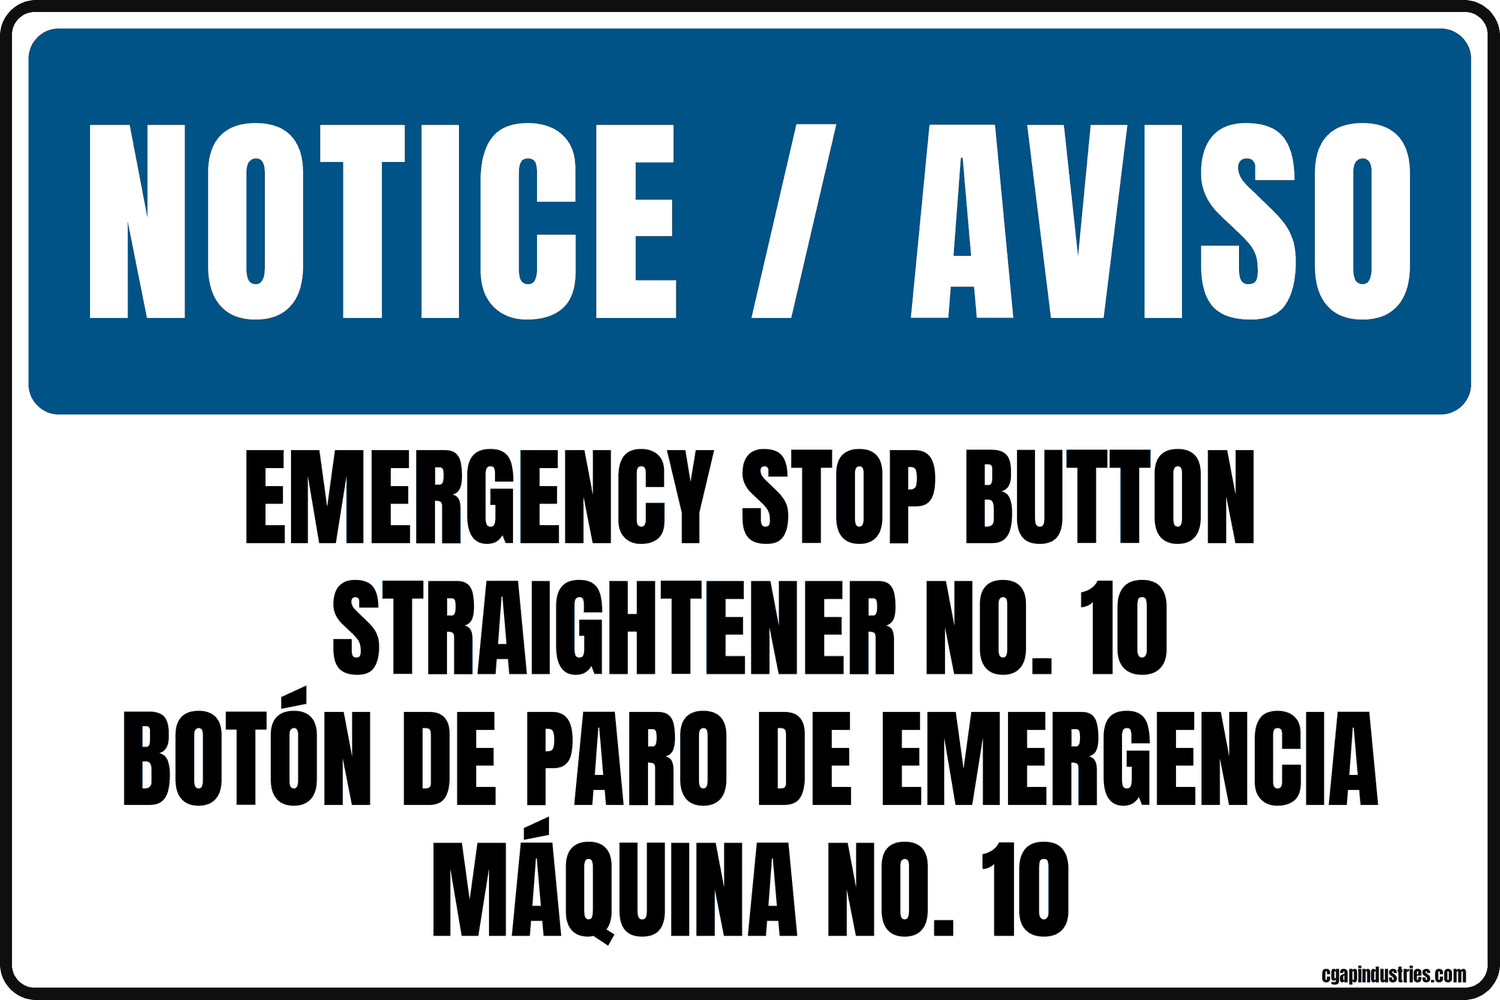 NOTICE / AVISO
EMERGENCY STOP BUTTON
STRAIGHTENER NO. 10
BOTÓN DE PARO DE EMERGENCIA
MÁQUINA NO. 10
cgapindustries.com